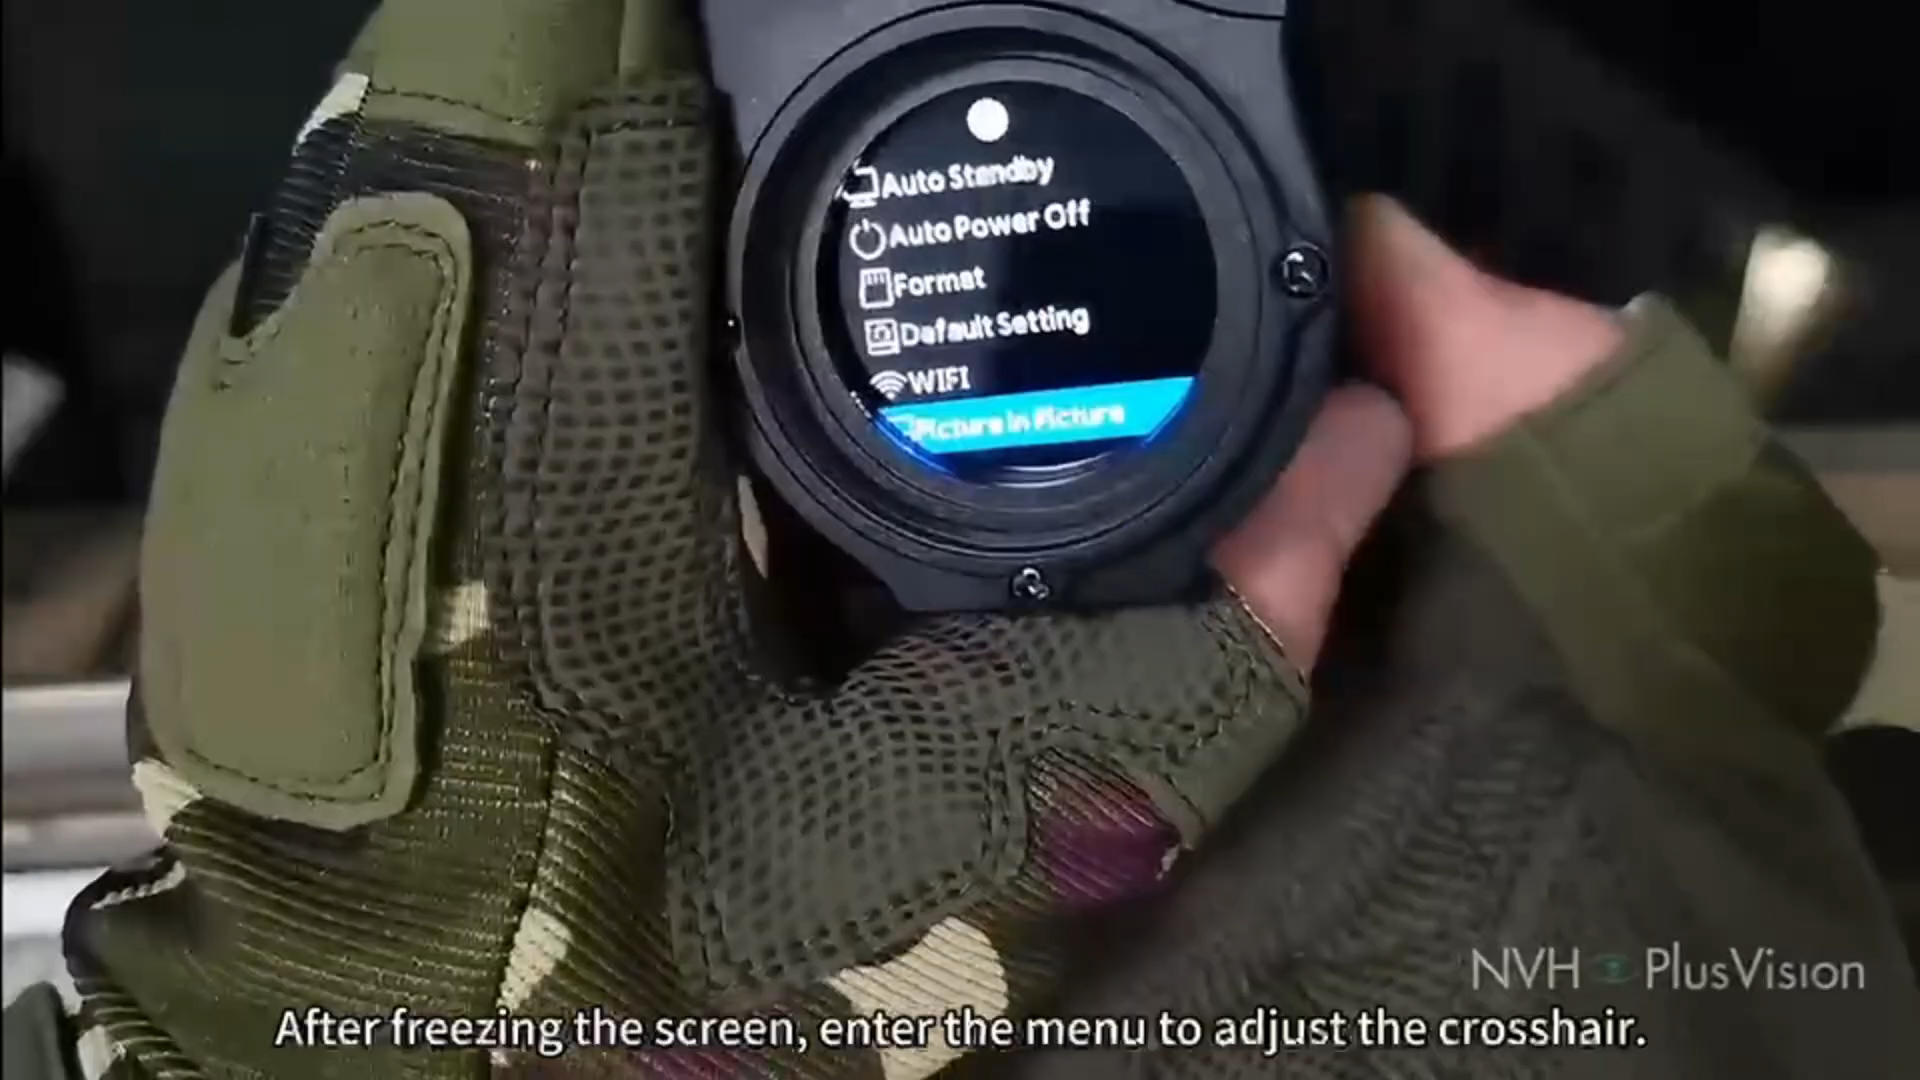 Auto Standby
Auto Power Off
Format
Default Setting
WIFI
Picture in Picture
NVH PlusVision
After freezing the screen, enter the menu to adjust the crosshair.